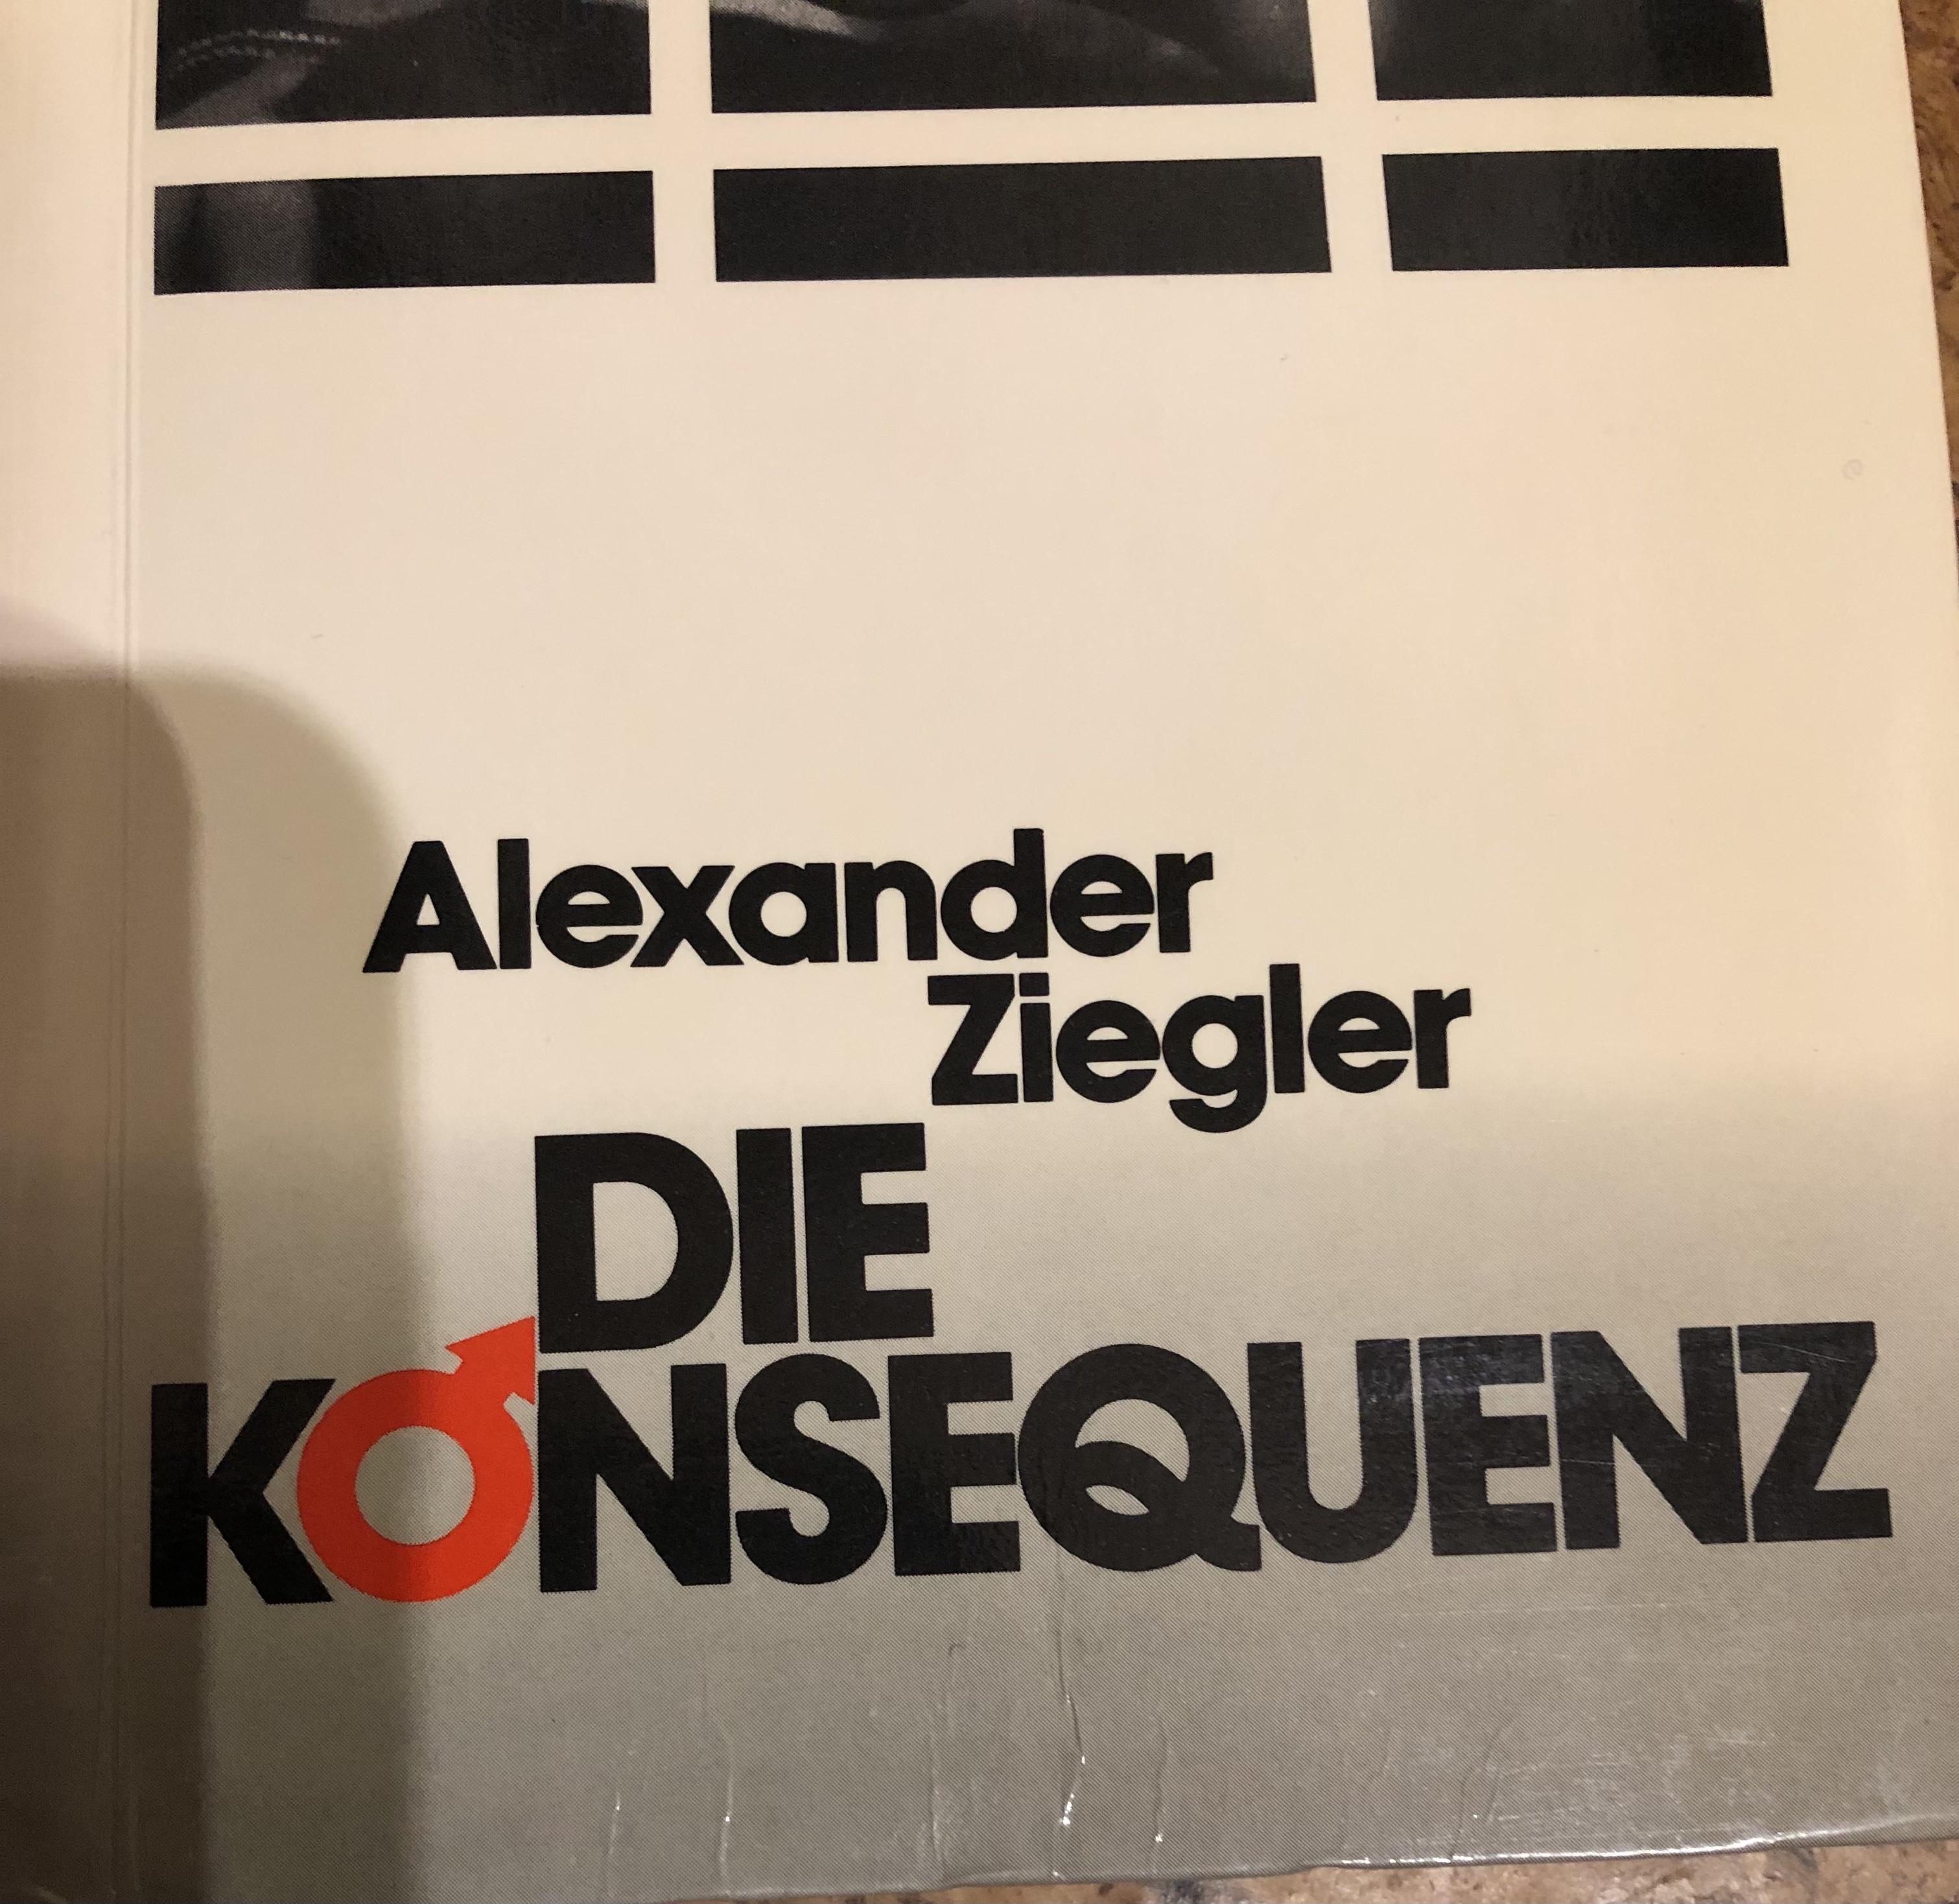 Alexander
Ziegler
DIE
KONSEQUENZ